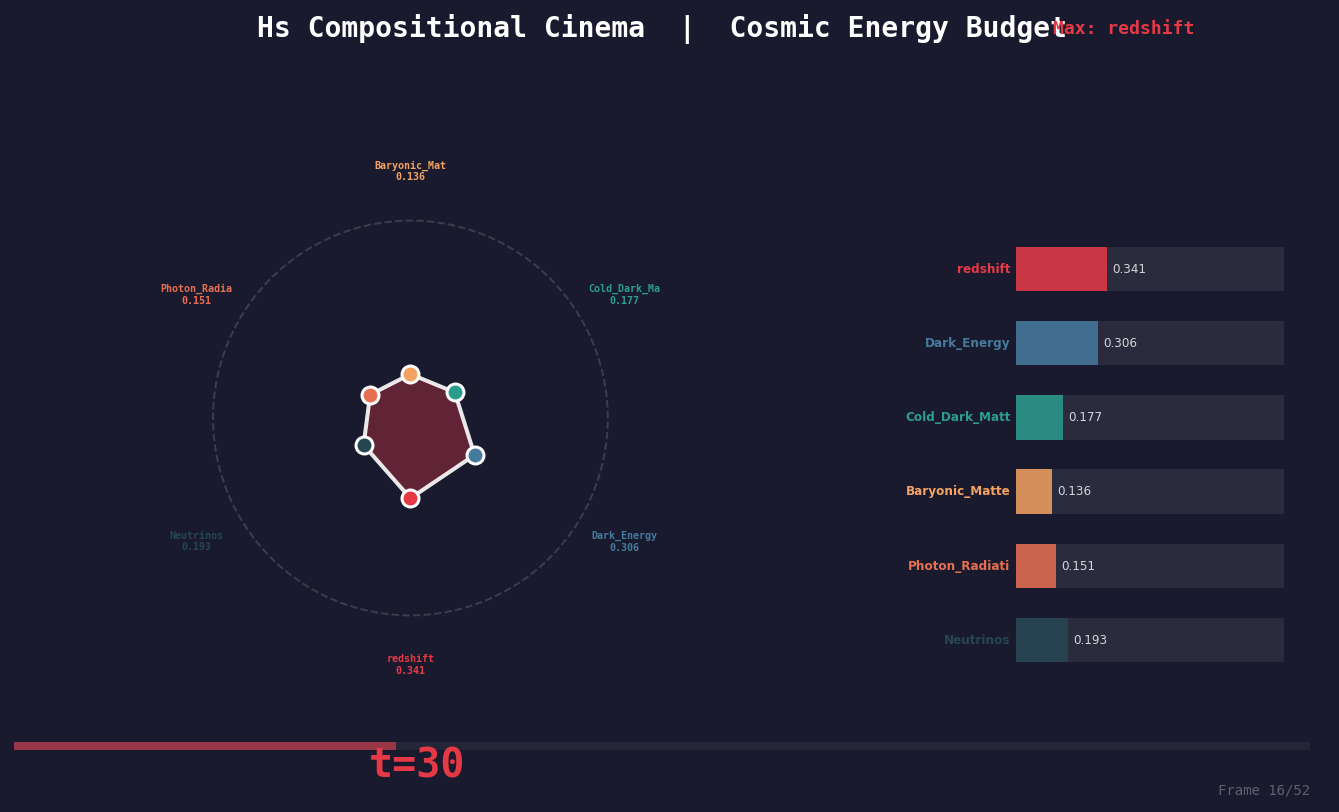 Hs Compositional Cinema | Cosmic Energy Budget
Max: redshift
Baryonic_Mat
0.136
Photon_Radia
0.151
Cold_Dark_Ma
0.177
Neutrinos
0.193
Dark_Energy
0.306
redshift
0.341
redshift 0.341
Dark_Energy 0.306
Cold_Dark_Matt 0.177
Baryonic_Matte 0.136
Photon_Radiati 0.151
Neutrinos 0.193
t=30
Frame 16/52